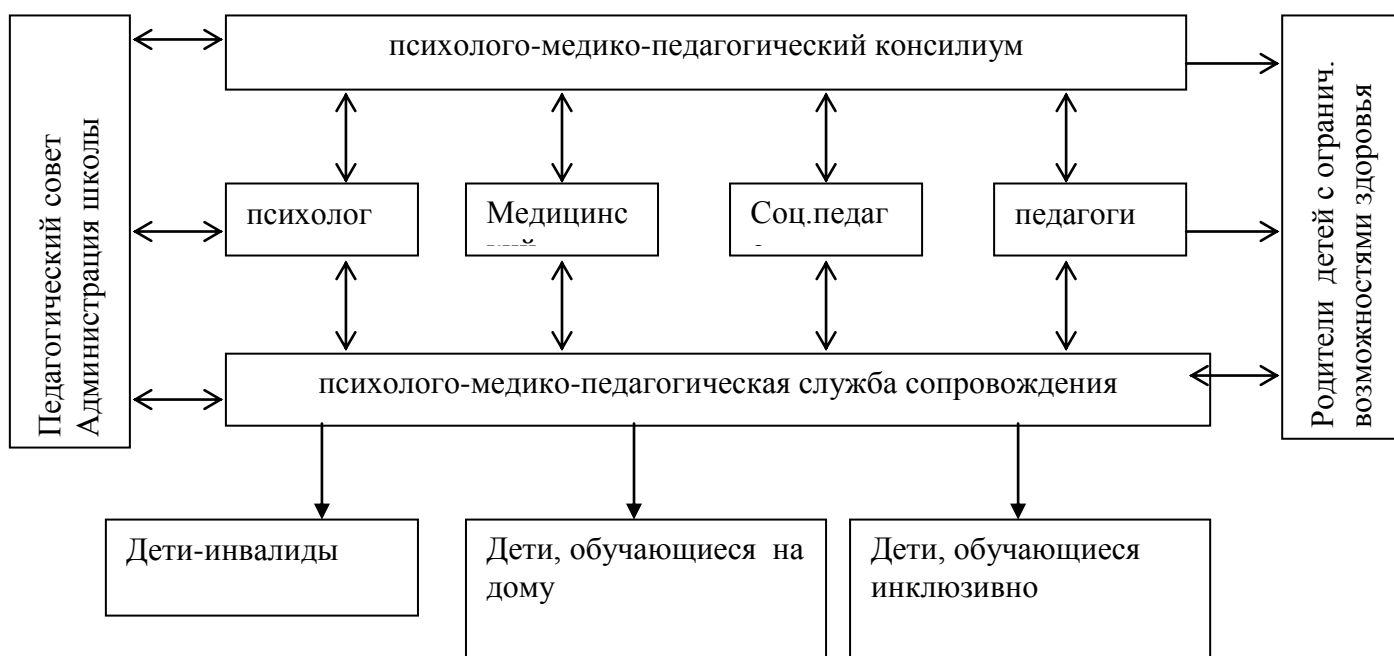 психолого-медико-педагогический консилиум
Педагогический совет
Администрация школы
Родители детей с огранич.
возможностями здоровья
психолог
Медицинс
Соц.педаг
педагоги
психолого-медико-педагогическая служба сопровождения
Дети-инвалиды
Дети, обучающиеся на
дому
Дети, обучающиеся
инклюзивно